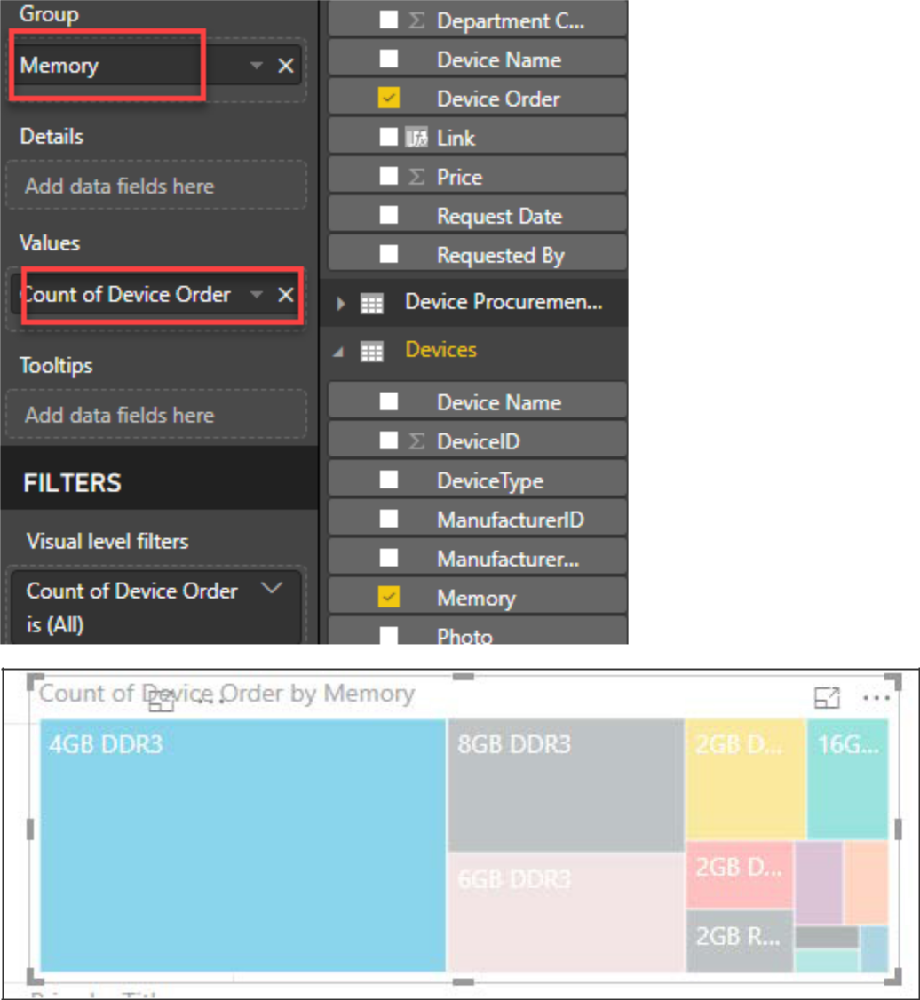 Group
Memory
Details
Add data fields here
Values
Count of Device Order
Tooltips
Add data fields here
FILTERS
Visual level filters
Count of Device Order
is (All)
Department C...
Device Name
Device Order
Link
Price
Request Date
Requested By
Device Procuremen...
Devices
Device Name
DeviceID
DeviceType
ManufacturerID
Manufacturer...
Memory
Photo
Count of Device Order by Memory
4GB DDR3
8GB DDR3
2GB D...
16G...
6GB DDR3
2GB D...
2GB R...